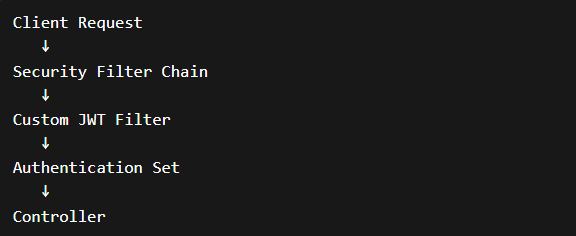 Client Request
↓
Security Filter Chain
↓
Custom JWT Filter
↓
Authentication Set
↓
Controller